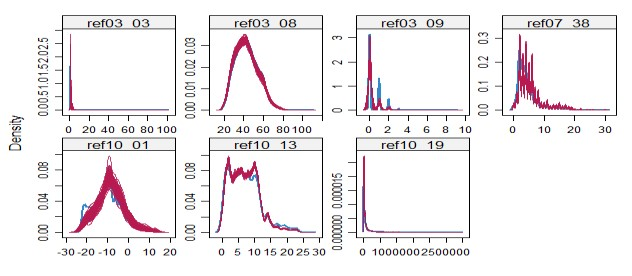 ref03_03 ref03_08 ref03_09 ref07_38
0.0 0.5 1.0 1.5 2.0 2.5
0.00 0.01 0.02 0.03
0 1 2 3
0.0 0.1 0.2 0.3
0 20 40 60 80 100
20 40 60 80 100
0 2 4 6 8 10
0 10 20 30
Density
ref10_01 ref10_13 ref10_19
0.00 0.04 0.08
0.00 0.04 0.08
0.000000 0.000015
-30 -20 -10 0 10 20
0 5 10 15 20 25 30
0 1000000 2500000